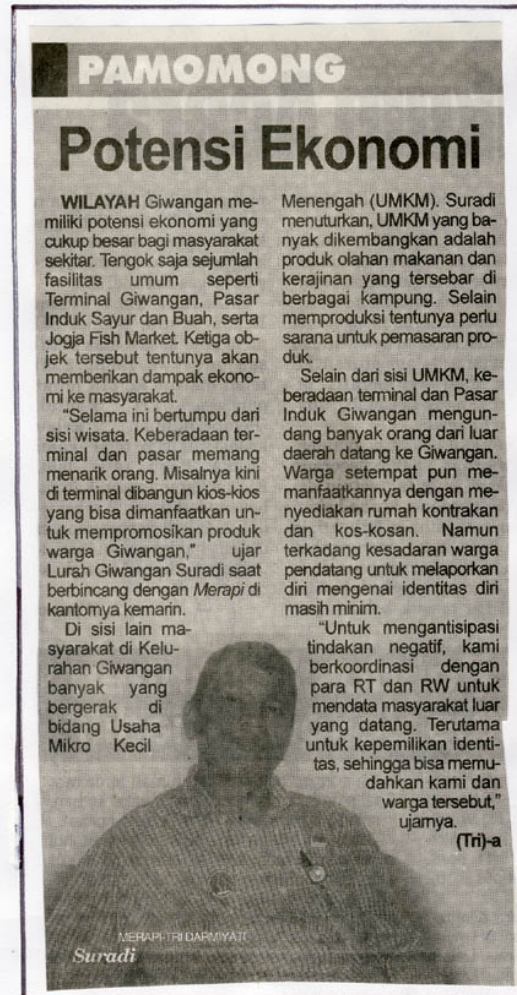 PAMOMONG
Potensi Ekonomi
WILAYAH Giwangan me-
miliki potensi ekonomi yang
cukup besar bagi masyarakat
sekitar. Tengok saja sejumlah
fasilitas umum seperti
Terminal Giwangan, Pasar
Induk Sayur dan Buah, serta
Jogja Fish Market. Ketiga ob-
jek tersebut tentunya akan
memberikan dampak ekono-
mi ke masyarakat.
"Selama ini bertumpu dari
sisi wisata. Keberadaan ter-
minal dan pasar memang
menarik orang. Misalnya kini
di terminal dibangun kios-kios
yang bisa dimanfaatkan un-
tuk mempromosikan produk
warga Giwangan," ujar
Lurah Giwangan Suradi saat
berbincang dengan Merapi di
kantornya kemarin.
Di sisi lain ma-
syarakat di Kelu-
rahan Giwangan
banyak yang
bergerak di
bidang Usaha
Mikro Kecil
Menengah (UMKM). Suradi
menuturkan, UMKM yang ba-
nyak dikembangkan adalah
produk olahan makanan dan
kerajinan yang tersebar di
berbagai kampung. Selain
memproduksi tentunya perlu
sarana untuk pemasaran pro-
duk.
Selain dari sisi UMKM, ke-
beradaan terminal dan Pasar
Induk Giwangan mengun-
dang banyak orang dari luar
daerah datang ke Giwangan.
Warga setempat pun me-
manfaatkannya dengan me-
nyediakan rumah kontrakan
dan kos-kosan. Namun
terkadang kesadaran warga
pendatang untuk melaporkan
diri mengenai identitas diri
masih minim.
"Untuk mengantisipasi
tindakan negatif, kami
berkoordinasi dengan
para RT dan RW untuk
mendata masyarakat luar
yang datang. Terutama
untuk kepemilikan identi-
tas, sehingga bisa memu-
dahkan kami dan
warga tersebut,"
ujarnya.
(Tri)-a
MERAPI-TRI DARMIYATI
Suradi